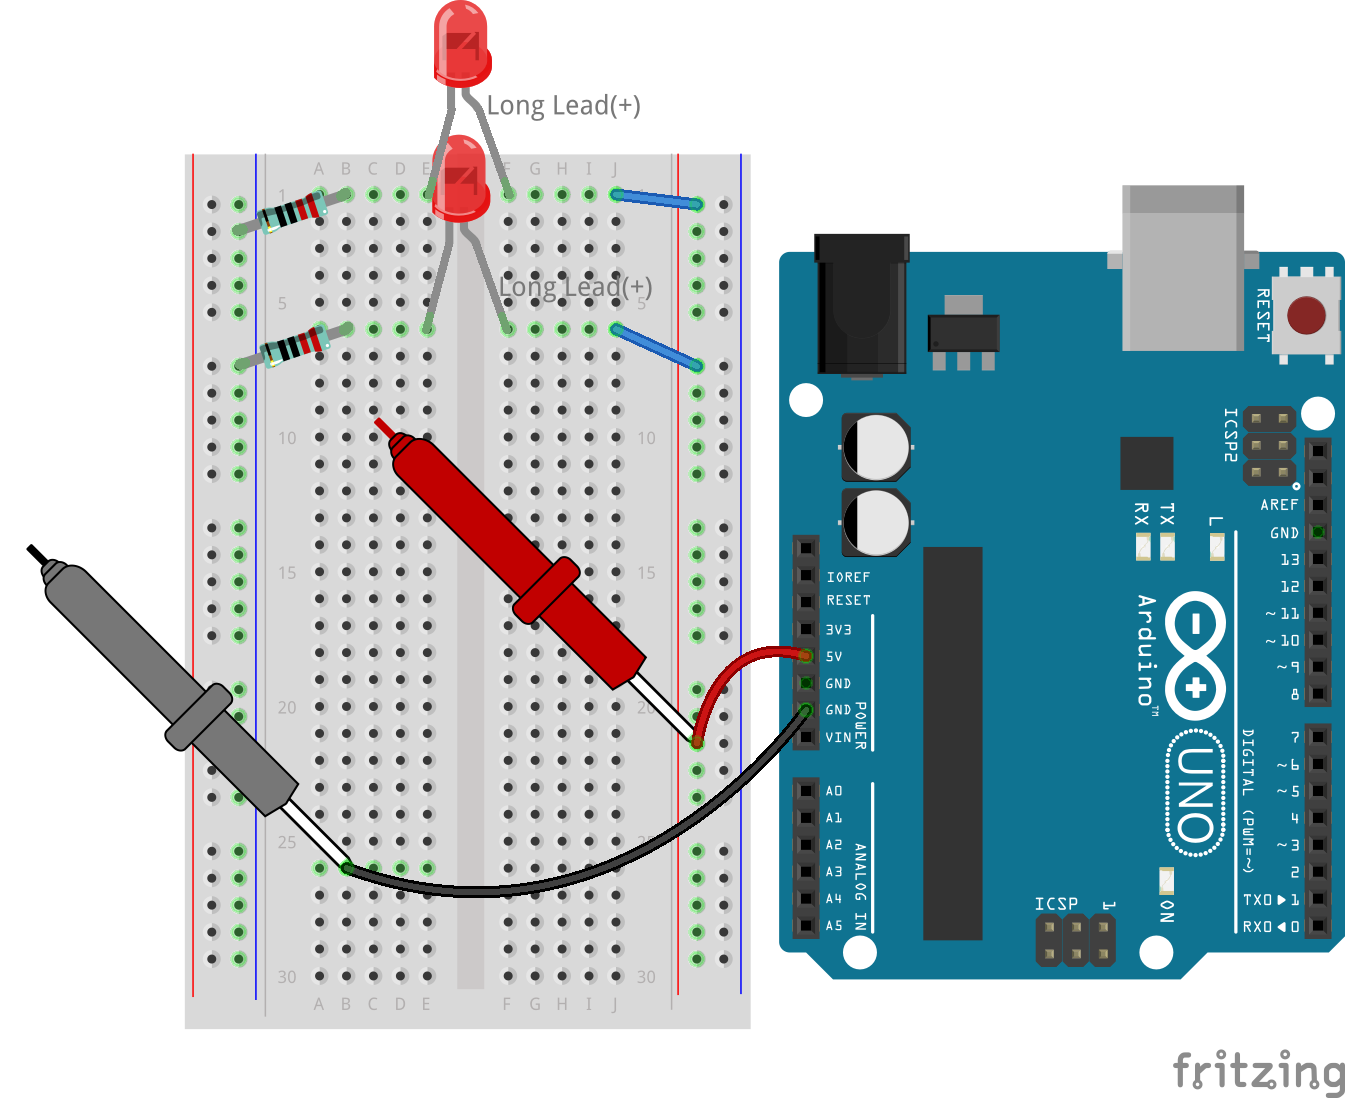 Long Lead(+)
A B C D E F G H I J
1
Long Lead(+)
5 5
10 10
15 15
20 20
25 25
30 30
A B C D E F G H I J
RESET
ICSP2
AREF
GND
13
12
~11
~10
~9
8
7
~6
~5
4
~3
2
TX0▶1
RX0◀0
DIGITAL (PWM=~)
RX
TX
L
Arduino™
UNO
IOREF
RESET
3V3
5V
GND
GND
VIN
POWER
A0
A1
A2
A3
A4
A5
ANALOG IN
ICSP
1
ON
fritzing